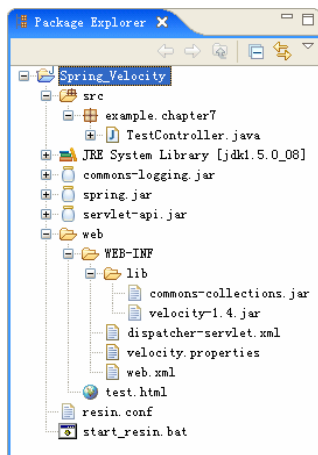 Package Explorer
Spring_Velocity
src
example.chapter7
TestController.java
JRE System Library [jdk1.5.0_08]
commons-logging.jar
spring.jar
servlet-api.jar
web
WEB-INF
lib
commons-collections.jar
velocity-1.4.jar
dispatcher-servlet.xml
velocity.properties
web.xml
test.html
resin.conf
start_resin.bat